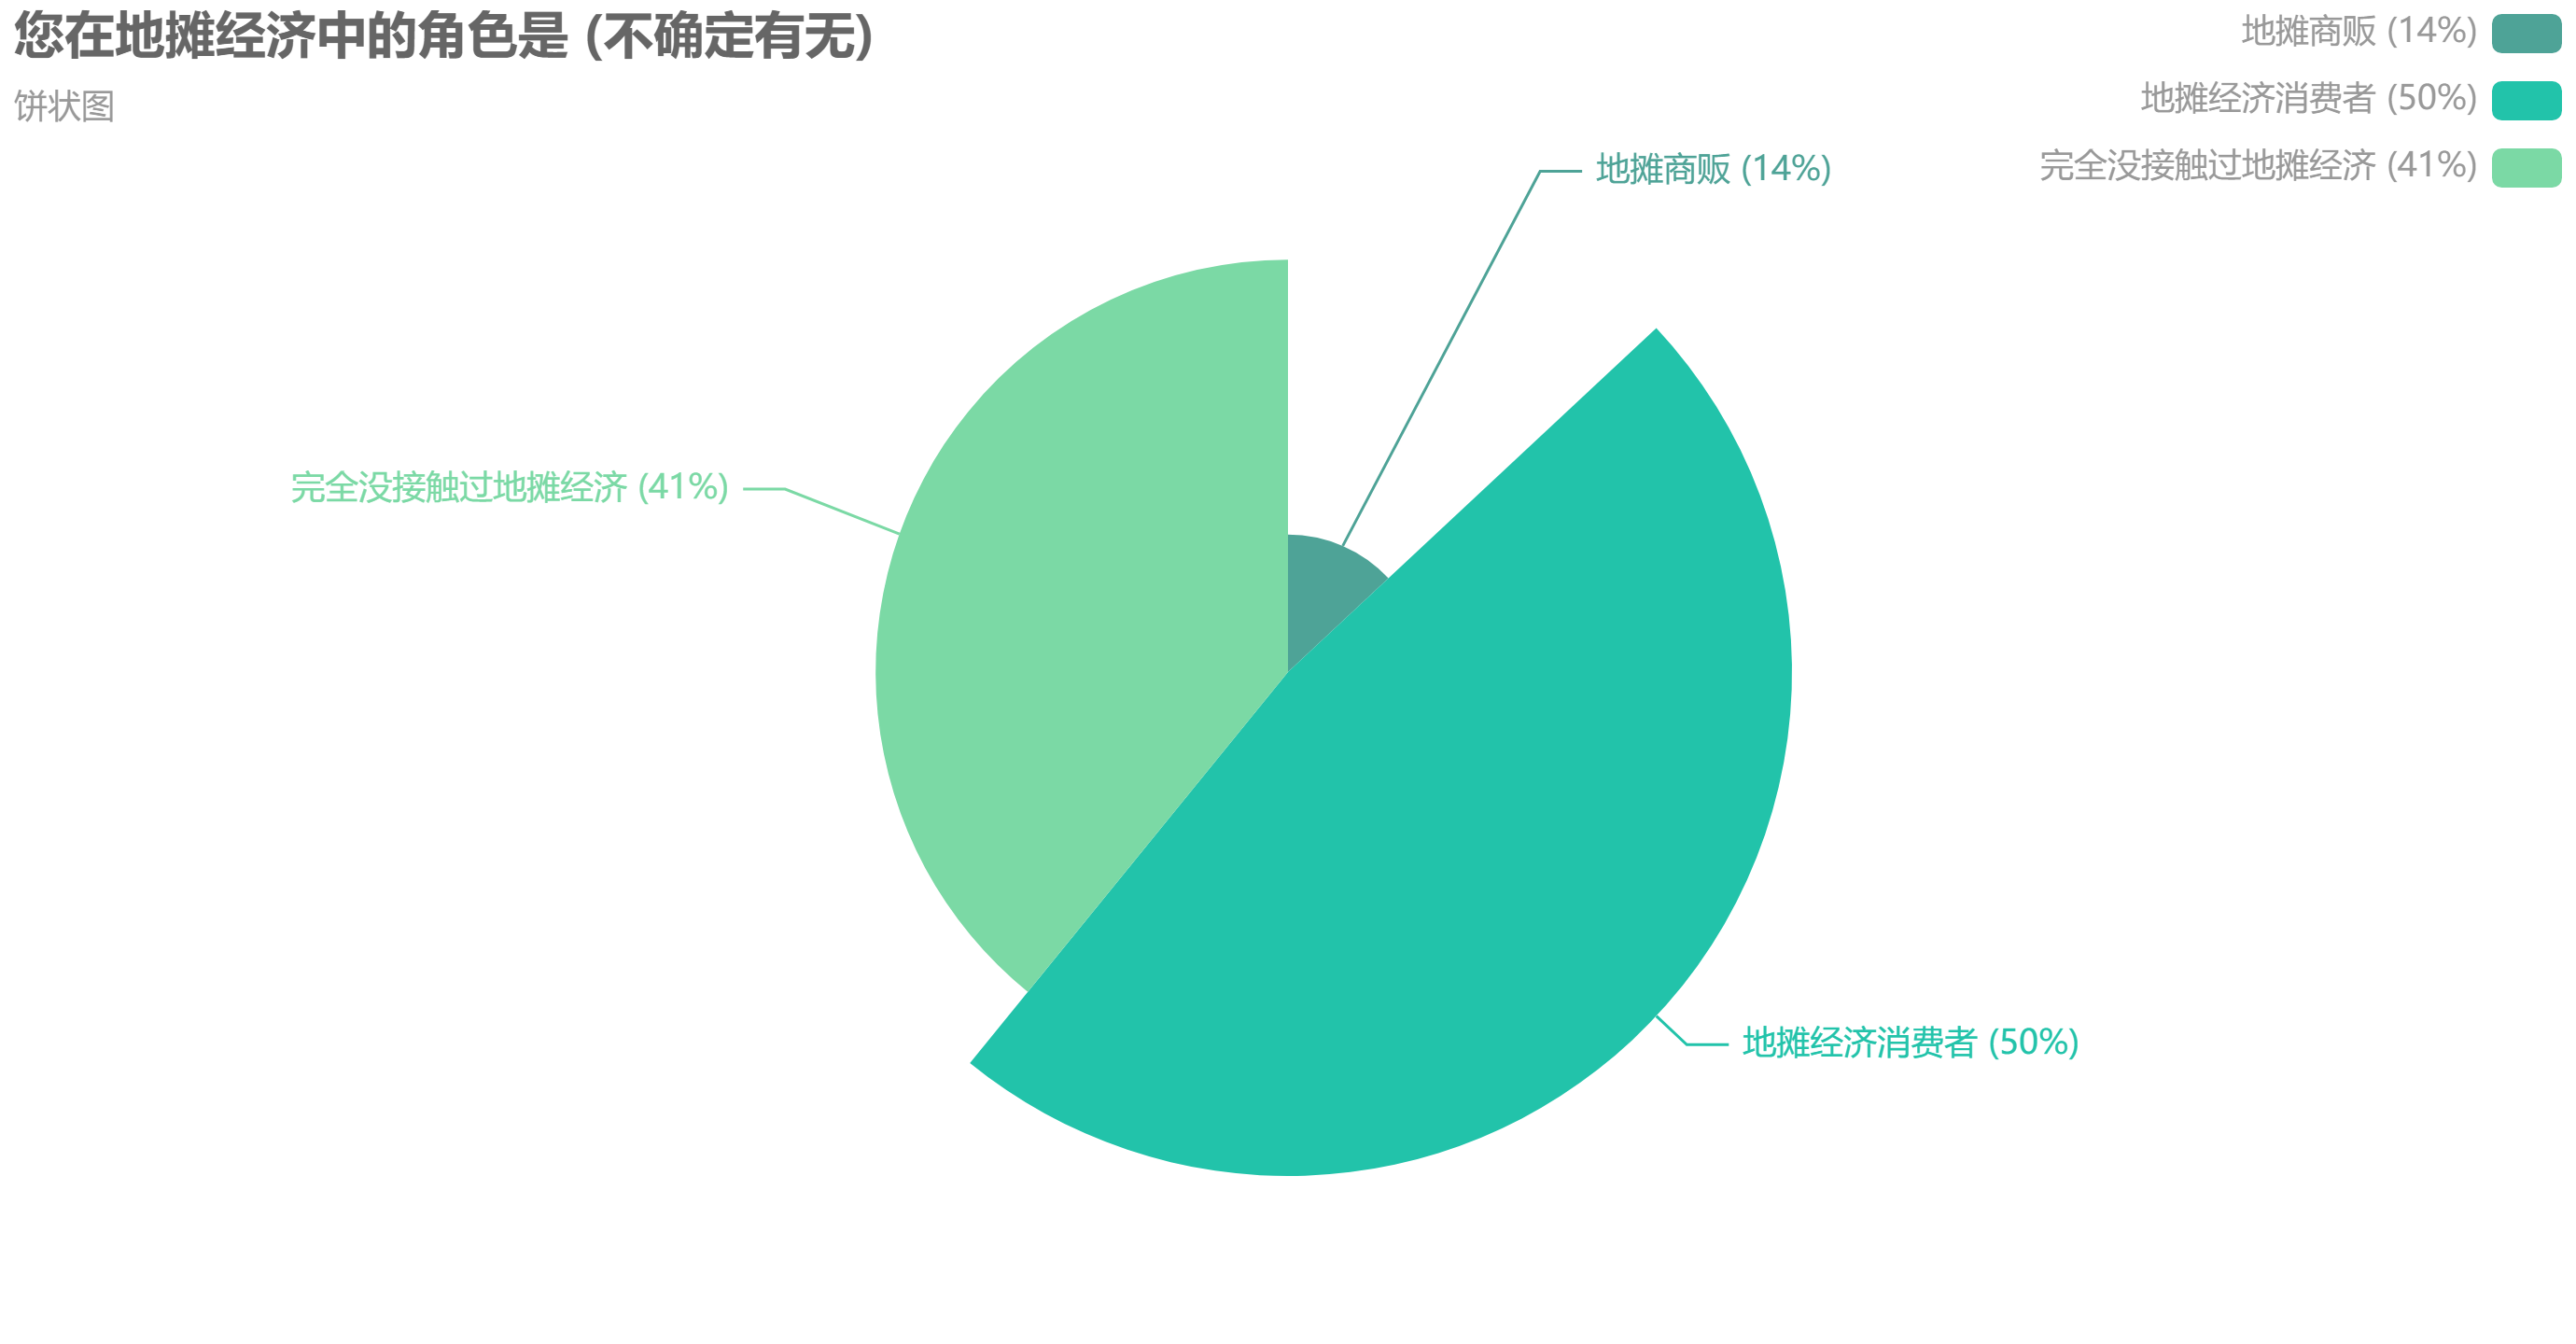 您在地摊经济中的角色是 (不确定有无)
饼状图
地摊商贩 (14%)
地摊经济消费者 (50%)
完全没接触过地摊经济 (41%)
地摊商贩 (14%)
完全没接触过地摊经济 (41%)
地摊经济消费者 (50%)